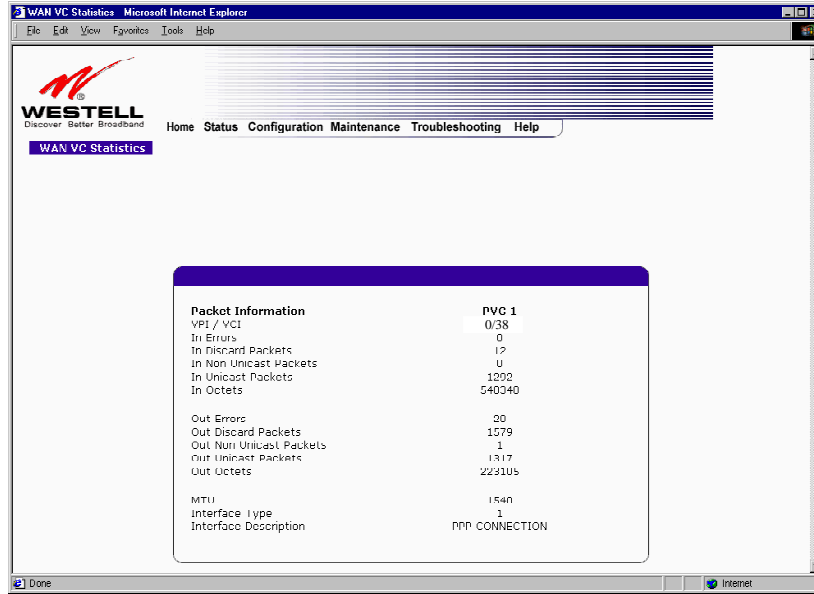 WAN VC Statistics Microsoft Internet Explorer
File Edit View Favorites Tools Help
®
WESTELL
Discover Better Broadband
Home Status Configuration Maintenance Troubleshooting Help
WAN VC Statistics
Packet Information PVC 1
VPI / VCI 0/38
In Errors 0
In Discard Packets 12
In Non Unicast Packets 0
In Unicast Packets 1292
In Octets 540340
Out Errors 20
Out Discard Packets 1579
Out Non Unicast Packets 1
Out Unicast Packets 1317
Out Octets 223105
MTU 1540
Interface Type 1
Interface Description PPP CONNECTION
Done Internet